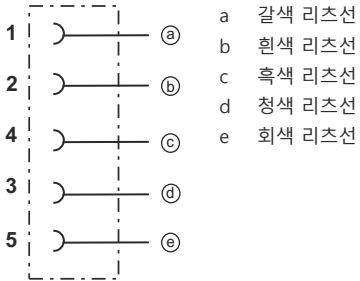 1 ⓐ
2 ⓑ
4 ⓒ
3 ⓓ
5 ⓔ
a 갈색 리츠선
b 흰색 리츠선
c 흑색 리츠선
d 청색 리츠선
e 회색 리츠선